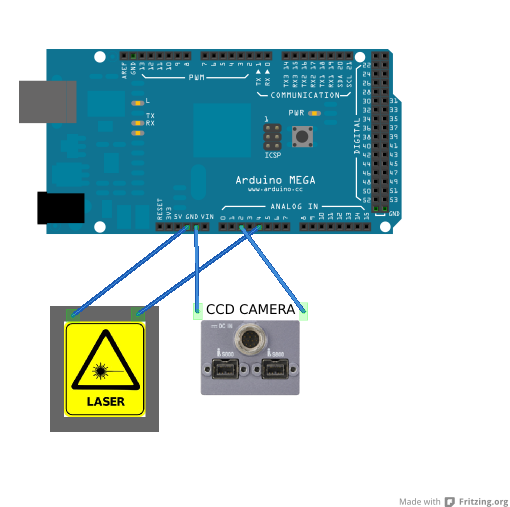 AREF
GND
13
12
11
10
9
8
7
6
5
4
3
2
1
0
TX3 14
RX3 15
TX2 16
RX2 17
TX1 18
RX1 19
SDA 20
SCL 21
PWM
TX
RX
COMMUNICATION
22
24
26
28
30 31
32 33
34 35
36 37
38 39
40 41
42 43
44 45
46 47
48 49
50 51
52 53
GND
DIGITAL
L
TX
RX
PWR
1
ICSP
Arduino MEGA
www.arduino.cc
ANALOG IN
RESET
3V3
5V GND VIN
0 1 2 3 4 5 6 7
8 9 10 11 12 13 14 15
CCD CAMERA
DC IN
S800
S800
LASER
Made with Fritzing.org